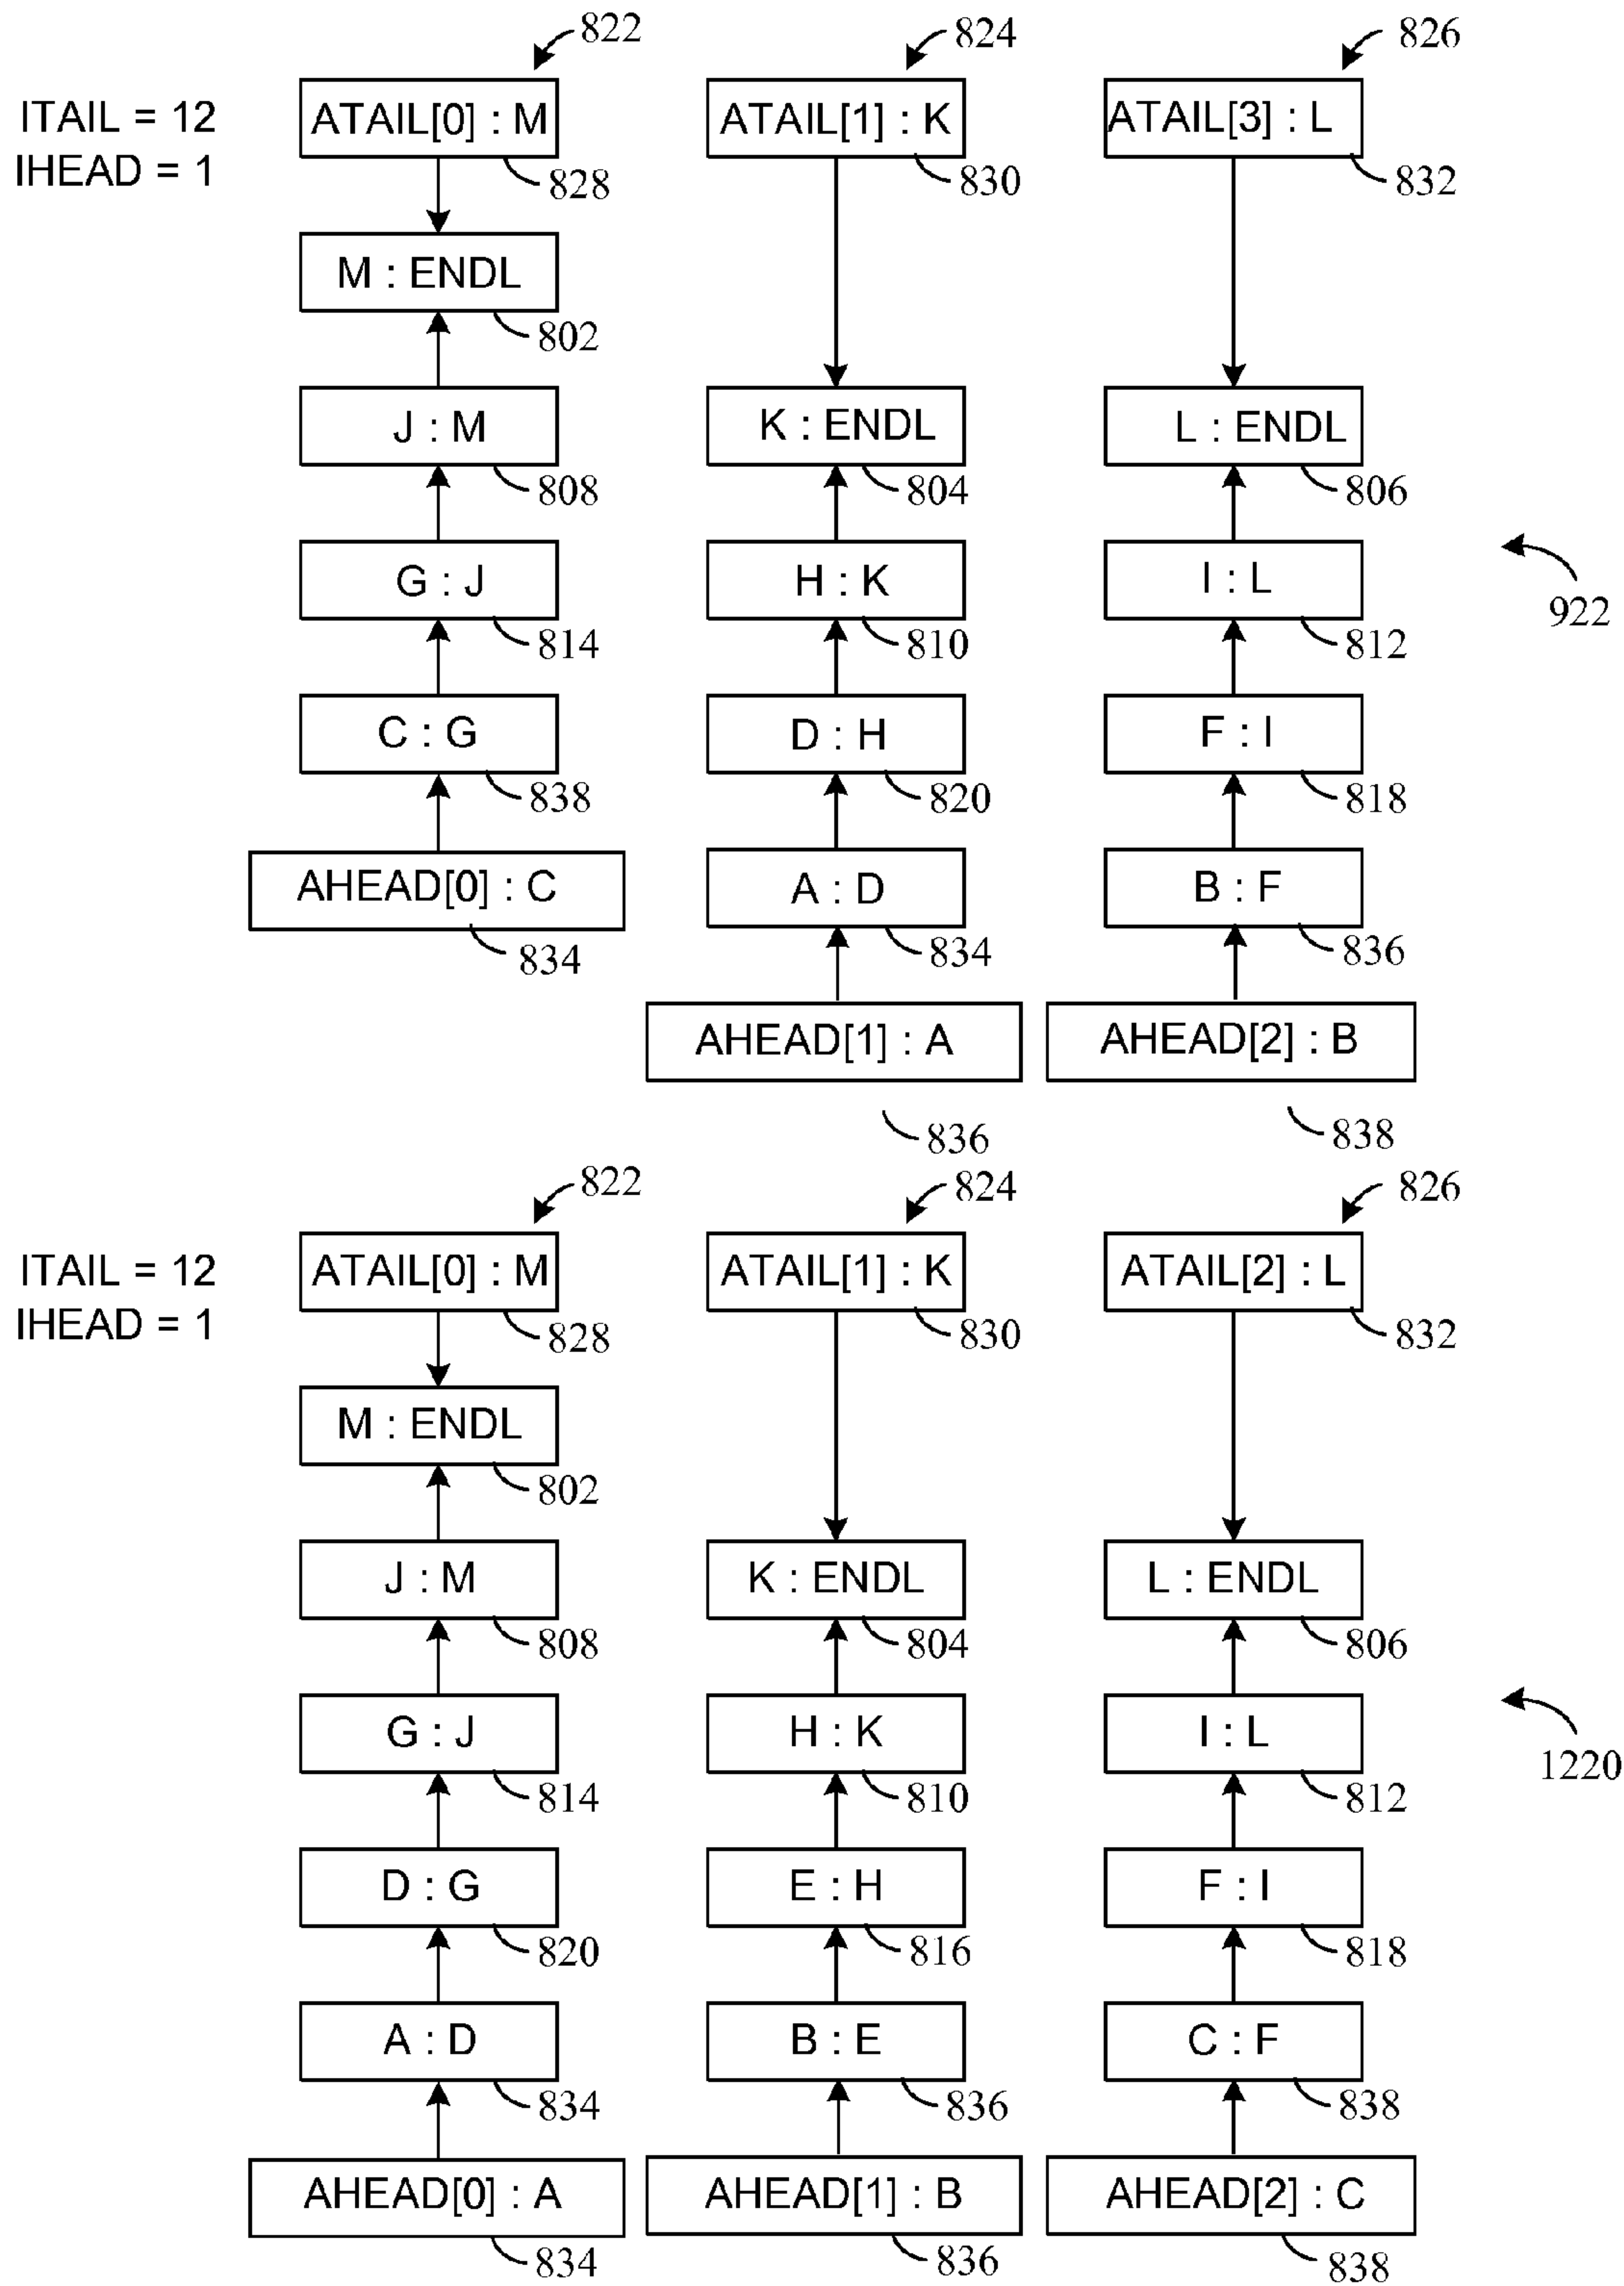 822
824
826
ITAIL = 12
IHEAD = 1
ATAIL[0] : M
ATAIL[1] : K
ATAIL[3] : L
828
830
832
M : ENDL
802
J : M
K : ENDL
L : ENDL
808
804
806
G : J
H : K
I : L
922
814
810
812
C : G
D : H
F : I
838
820
818
AHEAD[0] : C
A : D
B : F
834
834
836
AHEAD[1] : A
AHEAD[2] : B
836
838
822
824
826
ITAIL = 12
IHEAD = 1
ATAIL[0] : M
ATAIL[1] : K
ATAIL[2] : L
828
830
832
M : ENDL
802
J : M
K : ENDL
L : ENDL
808
804
806
G : J
H : K
I : L
1220
814
810
812
D : G
E : H
F : I
820
816
818
A : D
B : E
C : F
834
836
838
AHEAD[0] : A
AHEAD[1] : B
AHEAD[2] : C
834
836
838